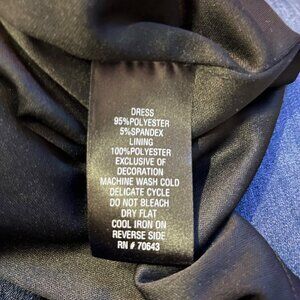 DRESS
95%POLYESTER
5%SPANDEX
LINING
100%POLYESTER
EXCLUSIVE OF
DECORATION
MACHINE WASH COLD
DELICATE CYCLE
DO NOT BLEACH
DRY FLAT
COOL IRON ON
REVERSE SIDE
RN # 70643